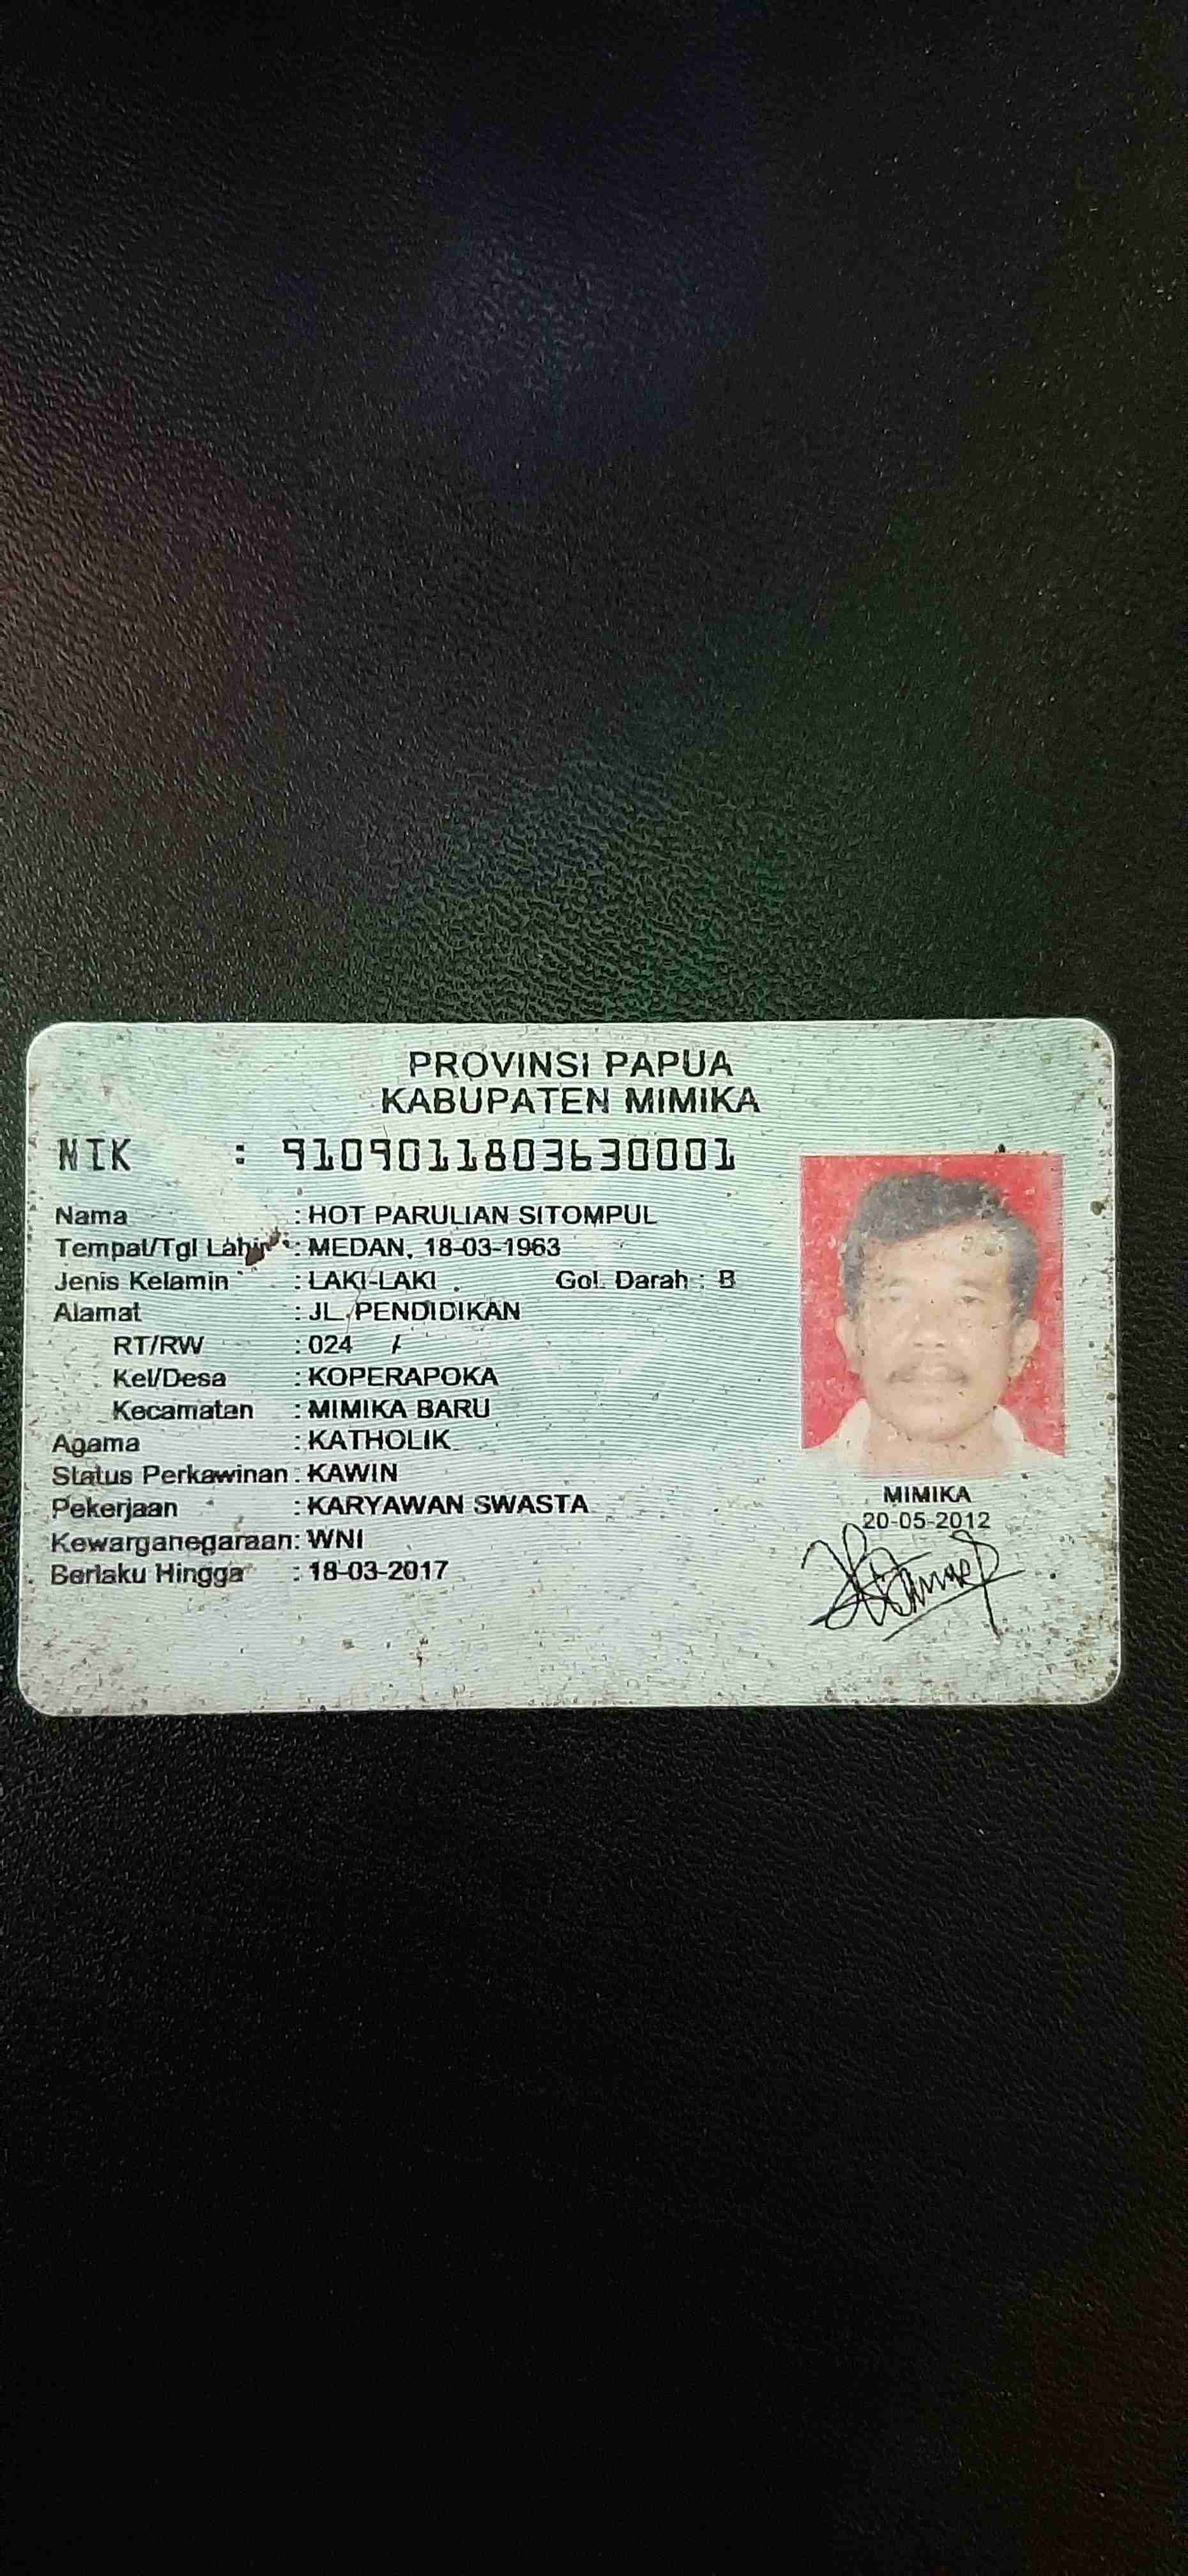 PROVINSI PAPUA
KABUPATEN MIMIKA
NIK : 9109011803630001
Nama : HOT PARULIAN SITOMPUL
Tempat/Tgl Lahir : MEDAN, 18-03-1963
Jenis Kelamin : LAKI-LAKI Gol. Darah : B
Alamat : JL. PENDIDIKAN
RT/RW : 024 /
Kel/Desa : KOPERAPOKA
Kecamatan : MIMIKA BARU
Agama : KATHOLIK
Status Perkawinan : KAWIN
Pekerjaan : KARYAWAN SWASTA
Kewarganegaraan: WNI
Berlaku Hingga : 18-03-2017
MIMIKA
20-05-2012